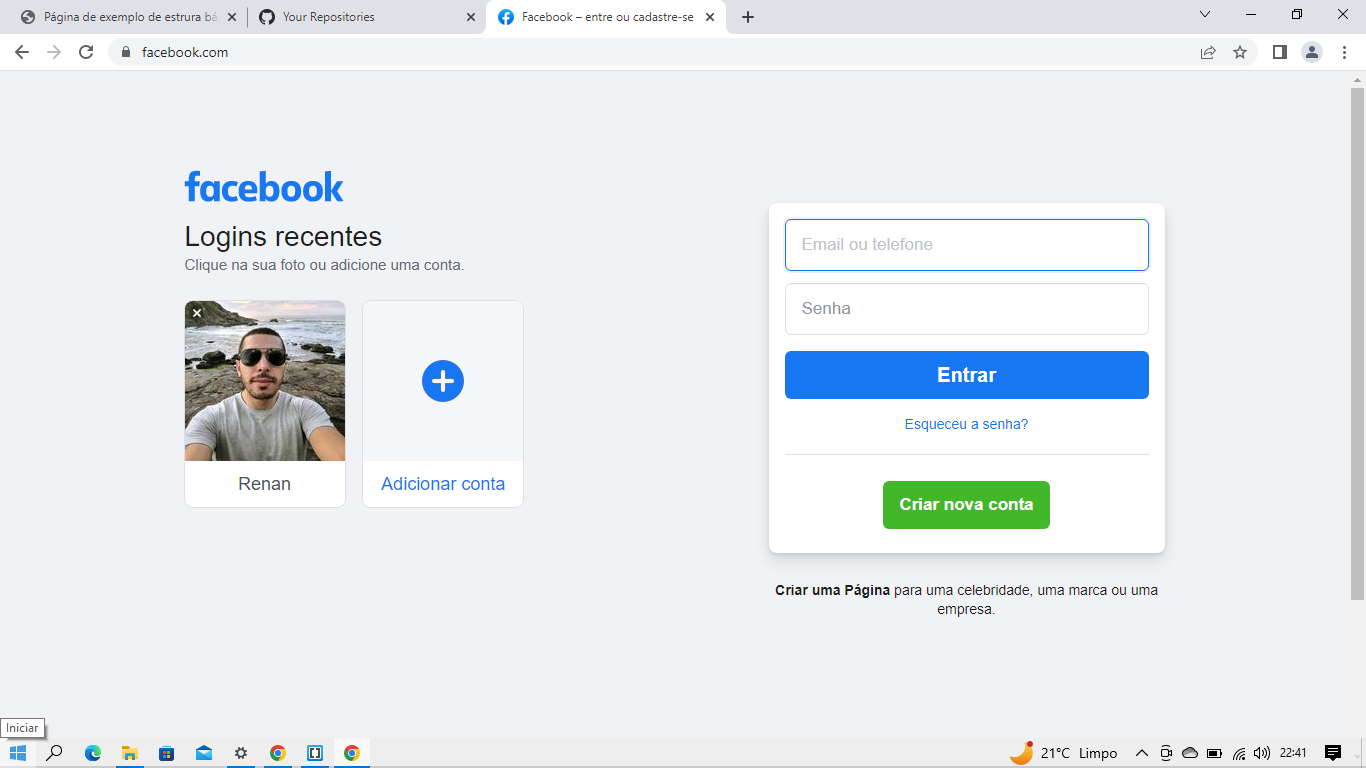 Página de exemplo de estrura bá
Your Repositories
Facebook – entre ou cadastre-se
facebook.com
facebook
Logins recentes
Clique na sua foto ou adicione uma conta.
Renan
Adicionar conta
Email ou telefone
Senha
Entrar
Esqueceu a senha?
Criar nova conta
Criar uma Página para uma celebridade, uma marca ou uma
empresa.
Iniciar
21°C Limpo
22:41